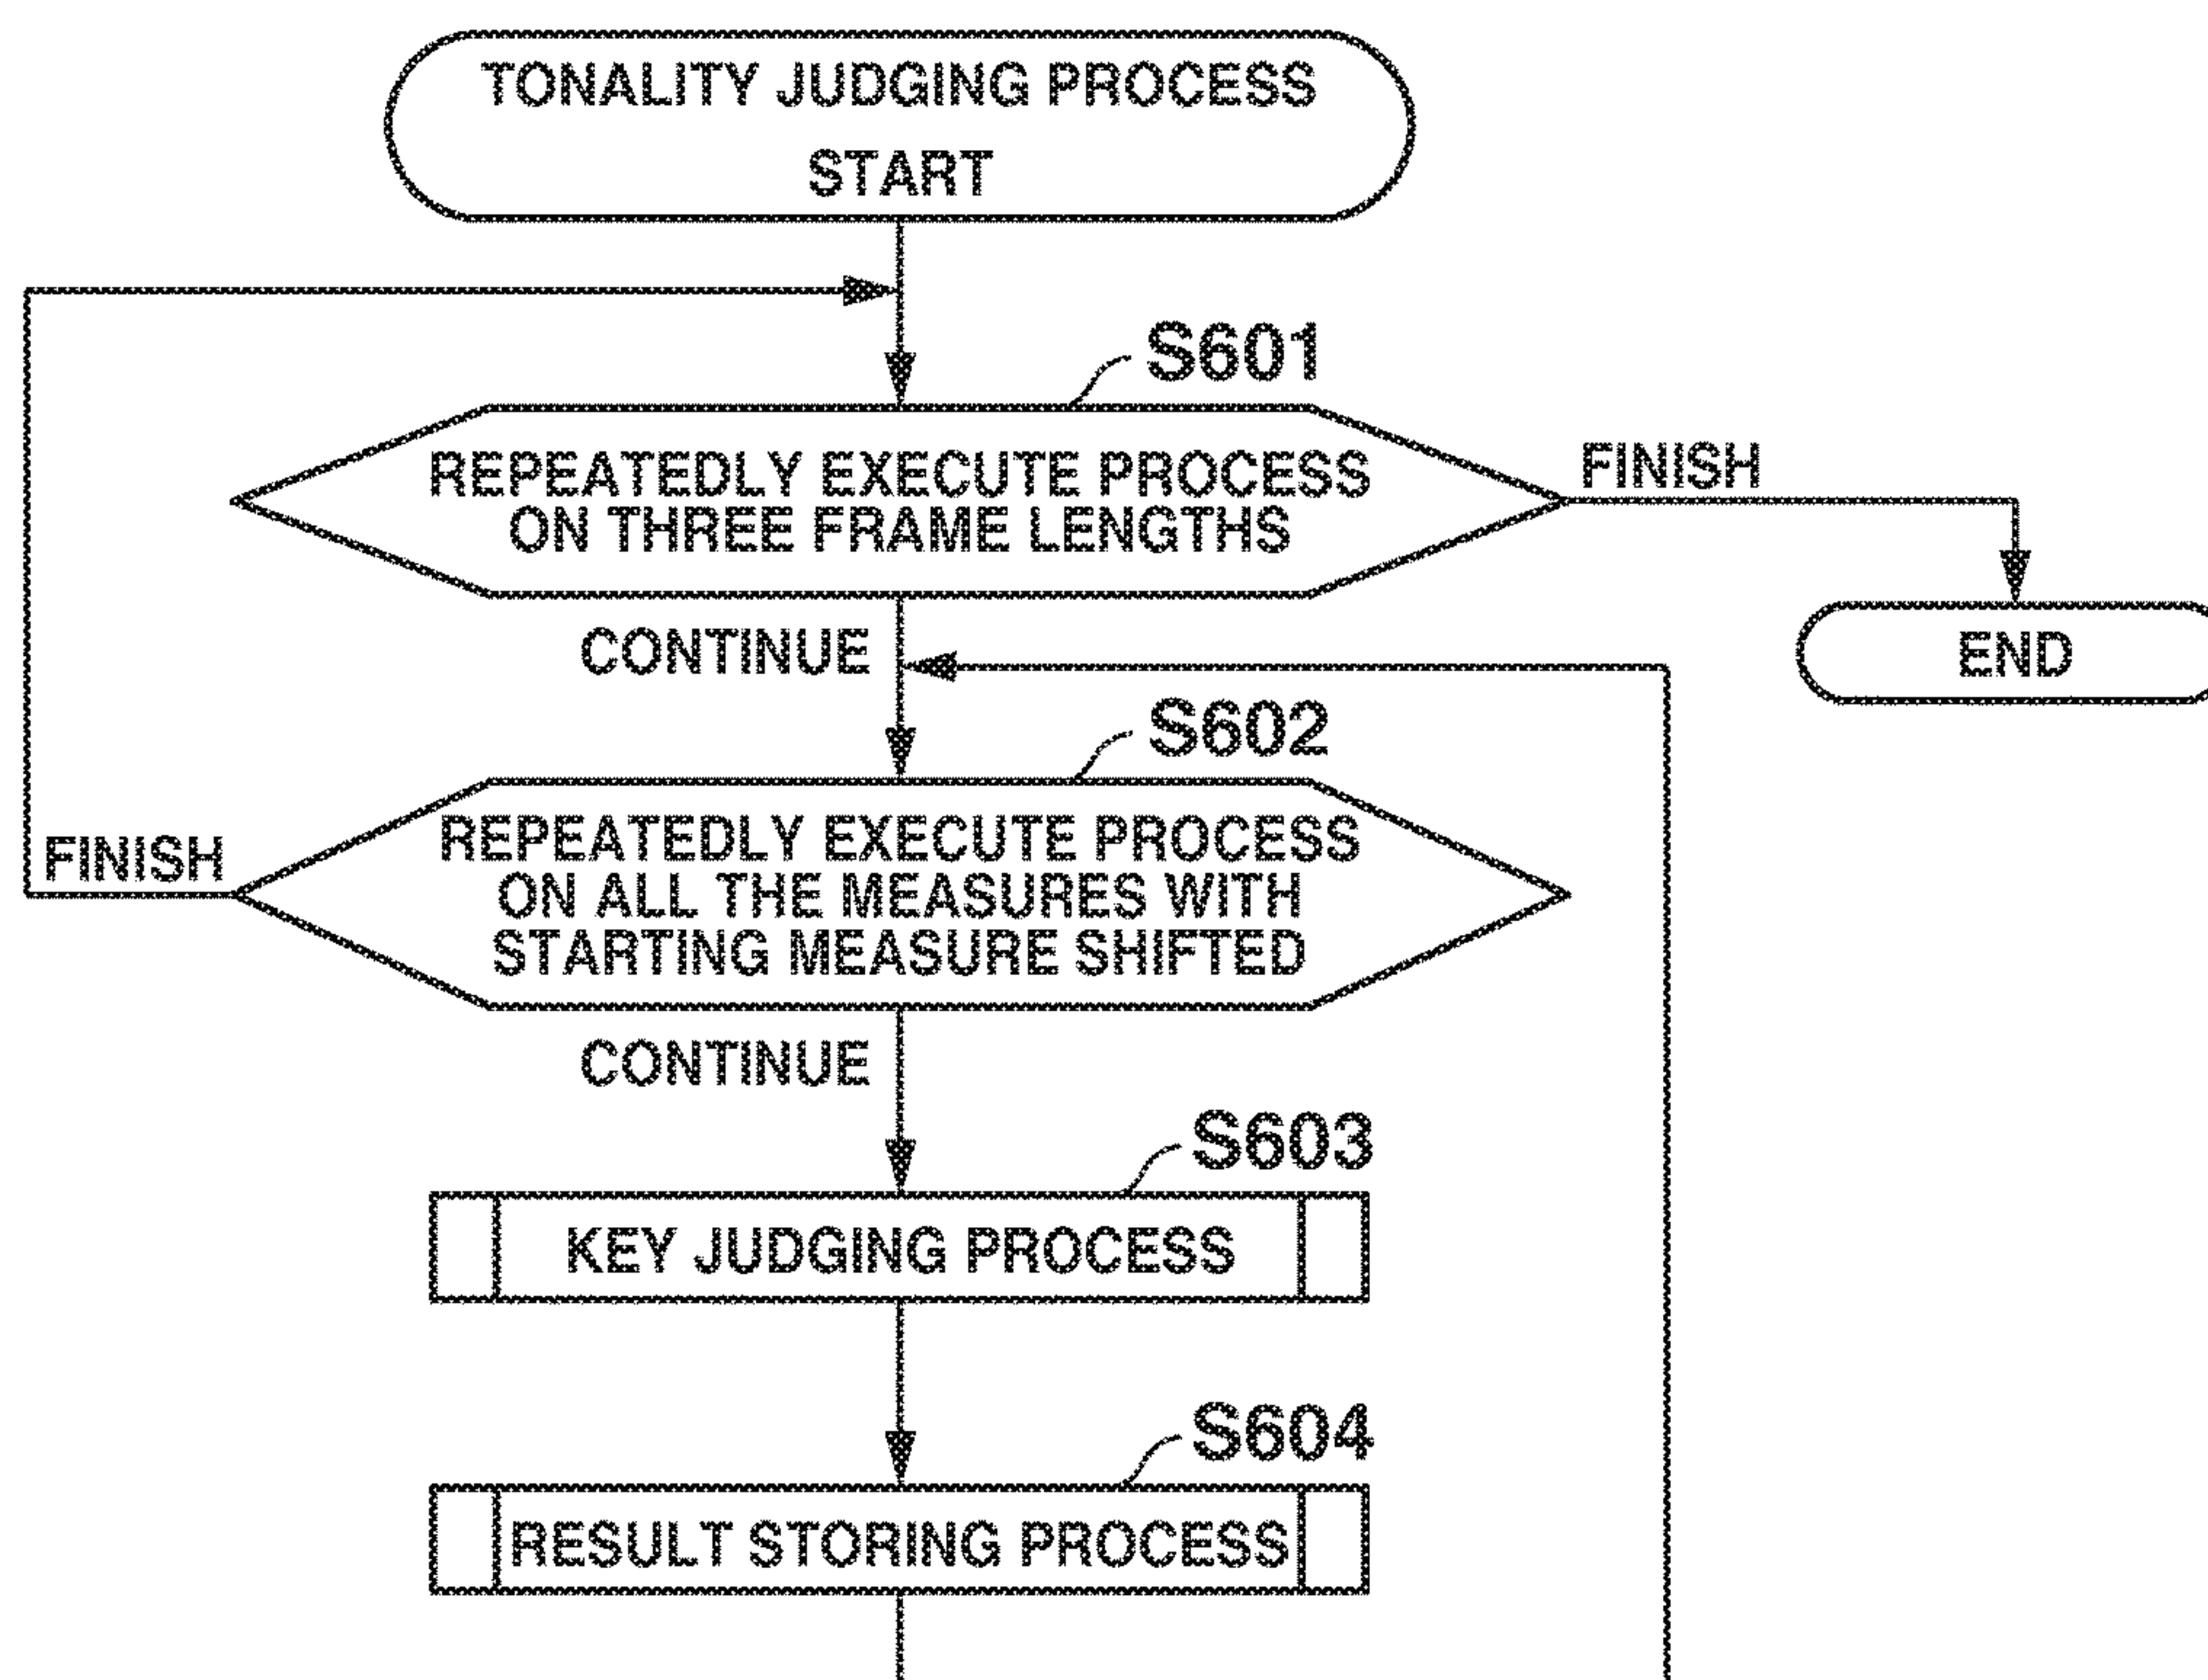 TONALITY JUDGING PROCESS
START
S601
REPEATEDLY EXECUTE PROCESS
ON THREE FRAME LENGTHS
FINISH
CONTINUE
END
S602
REPEATEDLY EXECUTE PROCESS
ON ALL THE MEASURES WITH
STARTING MEASURE SHIFTED
FINISH
CONTINUE
S603
KEY JUDGING PROCESS
S604
RESULT STORING PROCESS